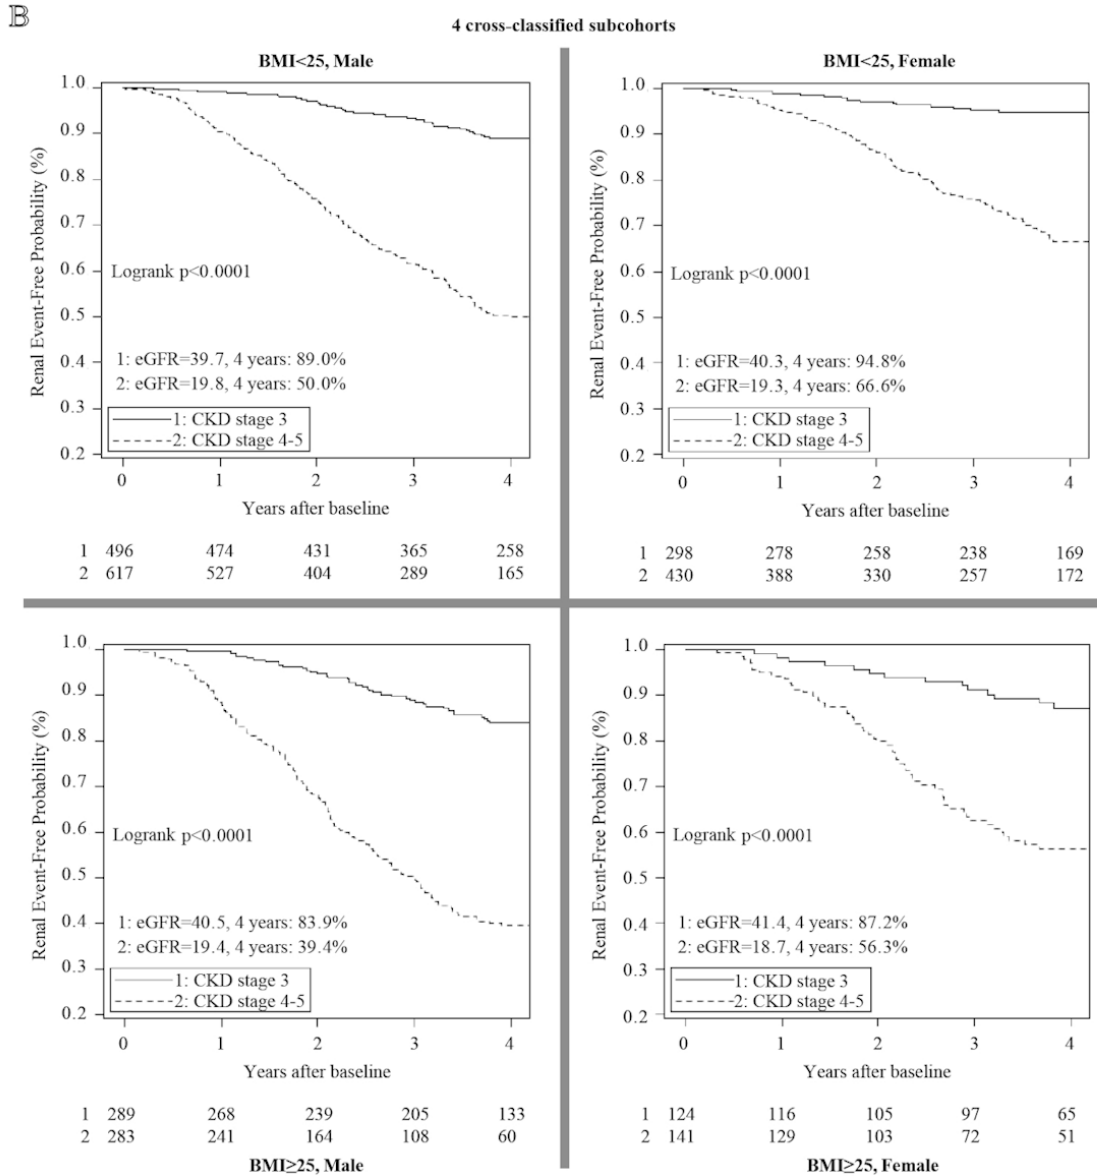 B
4 cross-classified subcohorts
BMI<25, Male
Renal Event-Free Probability (%)
1.0
0.9
0.8
0.7
0.6
0.5
0.4
0.3
0.2
Logrank p<0.0001
1: eGFR=39.7, 4 years: 89.0%
2: eGFR=19.8, 4 years: 50.0%
1: CKD stage 3
2: CKD stage 4-5
0 1 2 3 4
Years after baseline
1 496 474 431 365 258
2 617 527 404 289 165
BMI<25, Female
Renal Event-Free Probability (%)
1.0
0.9
0.8
0.7
0.6
0.5
0.4
0.3
0.2
Logrank p<0.0001
1: eGFR=40.3, 4 years: 94.8%
2: eGFR=19.3, 4 years: 66.6%
1: CKD stage 3
2: CKD stage 4-5
0 1 2 3 4
Years after baseline
1 298 278 258 238 169
2 430 388 330 257 172
Renal Event-Free Probability (%)
1.0
0.9
0.8
0.7
0.6
0.5
0.4
0.3
0.2
Logrank p<0.0001
1: eGFR=40.5, 4 years: 83.9%
2: eGFR=19.4, 4 years: 39.4%
1: CKD stage 3
2: CKD stage 4-5
0 1 2 3 4
Years after baseline
1 289 268 239 205 133
2 283 241 164 108 60
BMI≥25, Male
Renal Event-Free Probability (%)
1.0
0.9
0.8
0.7
0.6
0.5
0.4
0.3
0.2
Logrank p<0.0001
1: eGFR=41.4, 4 years: 87.2%
2: eGFR=18.7, 4 years: 56.3%
1: CKD stage 3
2: CKD stage 4-5
0 1 2 3 4
Years after baseline
1 124 116 105 97 65
2 141 129 103 72 51
BMI≥25, Female